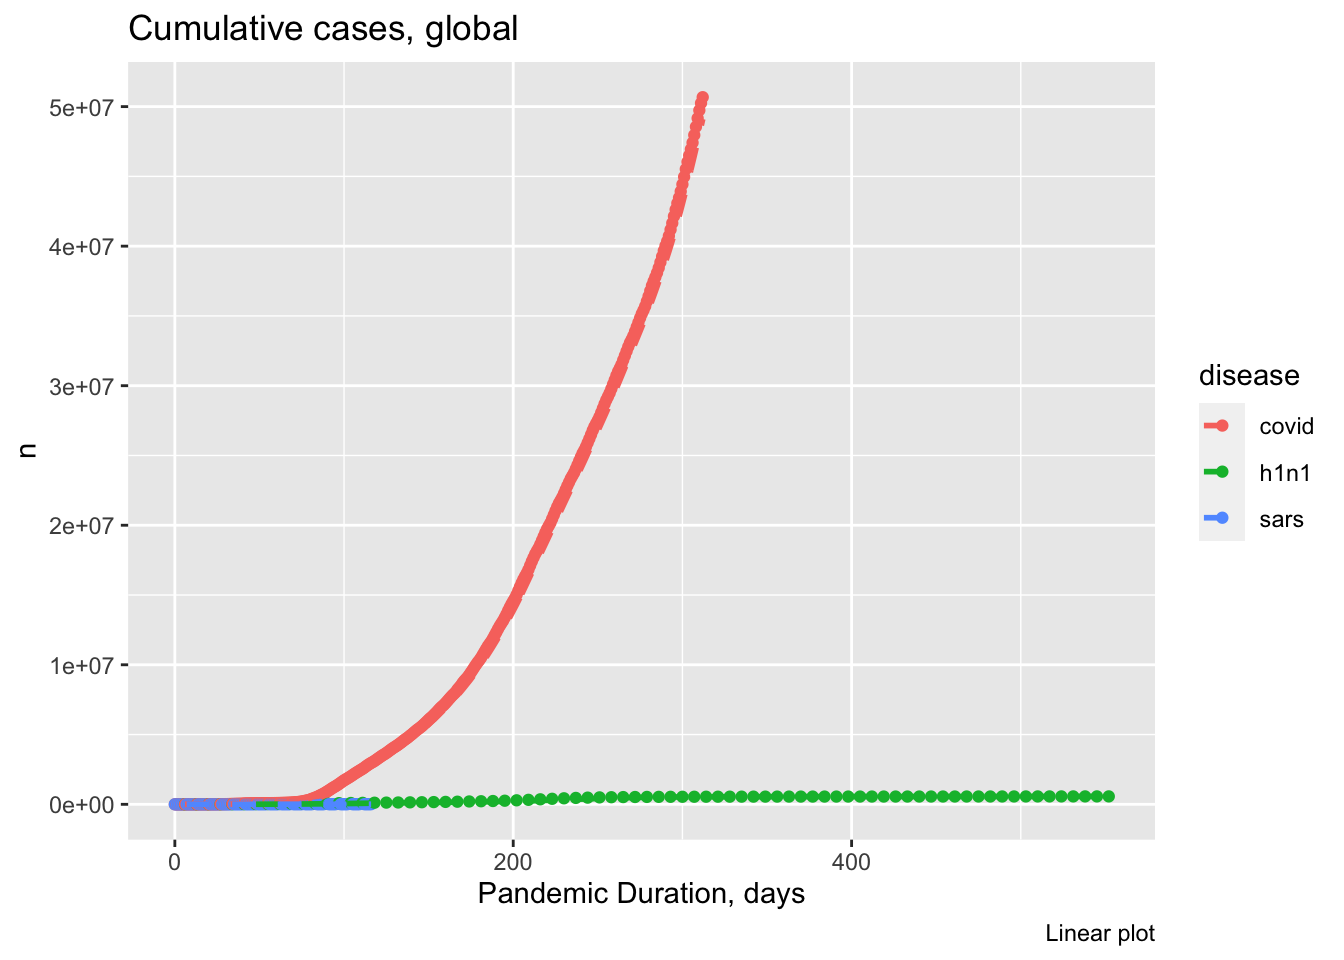 Cumulative cases, global
5e+07
4e+07
3e+07
2e+07
1e+07
0e+00
n
0
200
400
Pandemic Duration, days
Linear plot
disease
covid
h1n1
sars